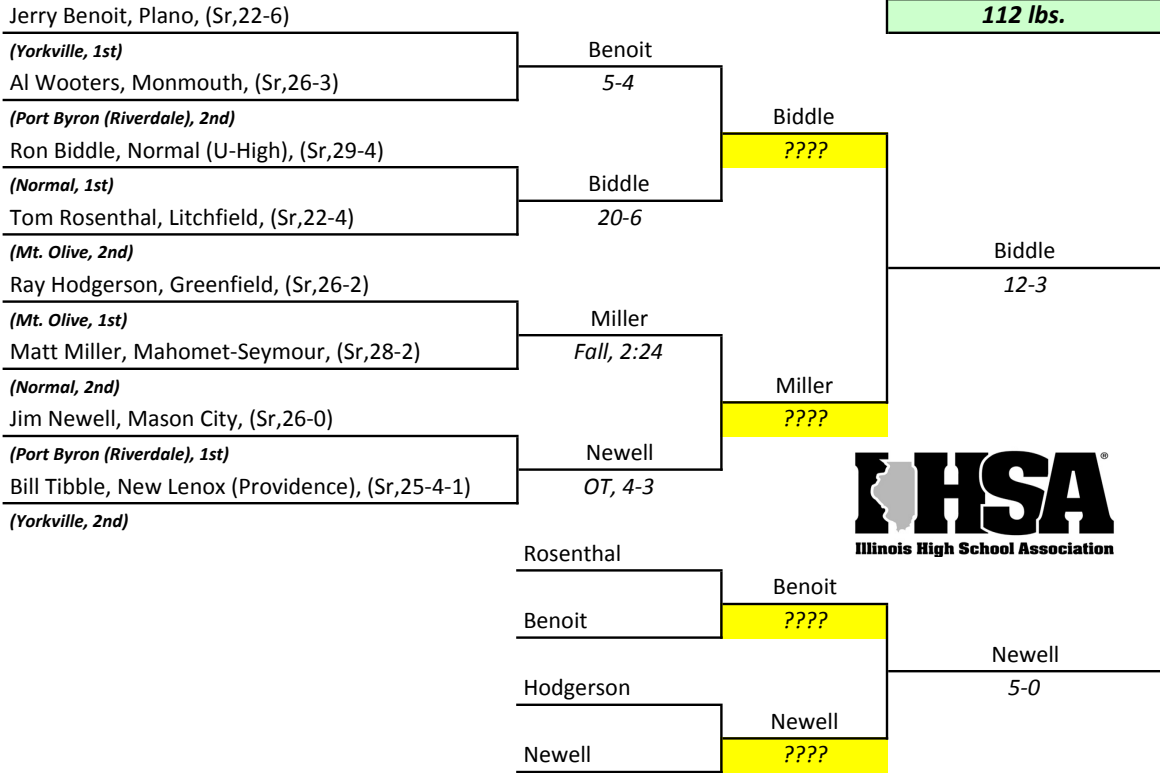 Jerry Benoit, Plano, (Sr,22-6)
112 lbs.
(Yorkville, 1st)
Benoit
Al Wooters, Monmouth, (Sr,26-3)
5-4
(Port Byron (Riverdale), 2nd)
Biddle
Ron Biddle, Normal (U-High), (Sr,29-4)
????
(Normal, 1st)
Biddle
Tom Rosenthal, Litchfield, (Sr,22-4)
20-6
(Mt. Olive, 2nd)
Biddle
Ray Hodgerson, Greenfield, (Sr,26-2)
12-3
(Mt. Olive, 1st)
Miller
Matt Miller, Mahomet-Seymour, (Sr,28-2)
Fall, 2:24
(Normal, 2nd)
Miller
Jim Newell, Mason City, (Sr,26-0)
????
(Port Byron (Riverdale), 1st)
Newell
Bill Tibble, New Lenox (Providence), (Sr,25-4-1)
OT, 4-3
(Yorkville, 2nd)
IHSA®
Illinois High School Association
Rosenthal
Benoit
Benoit
????
Newell
Hodgerson
5-0
Newell
Newell
????